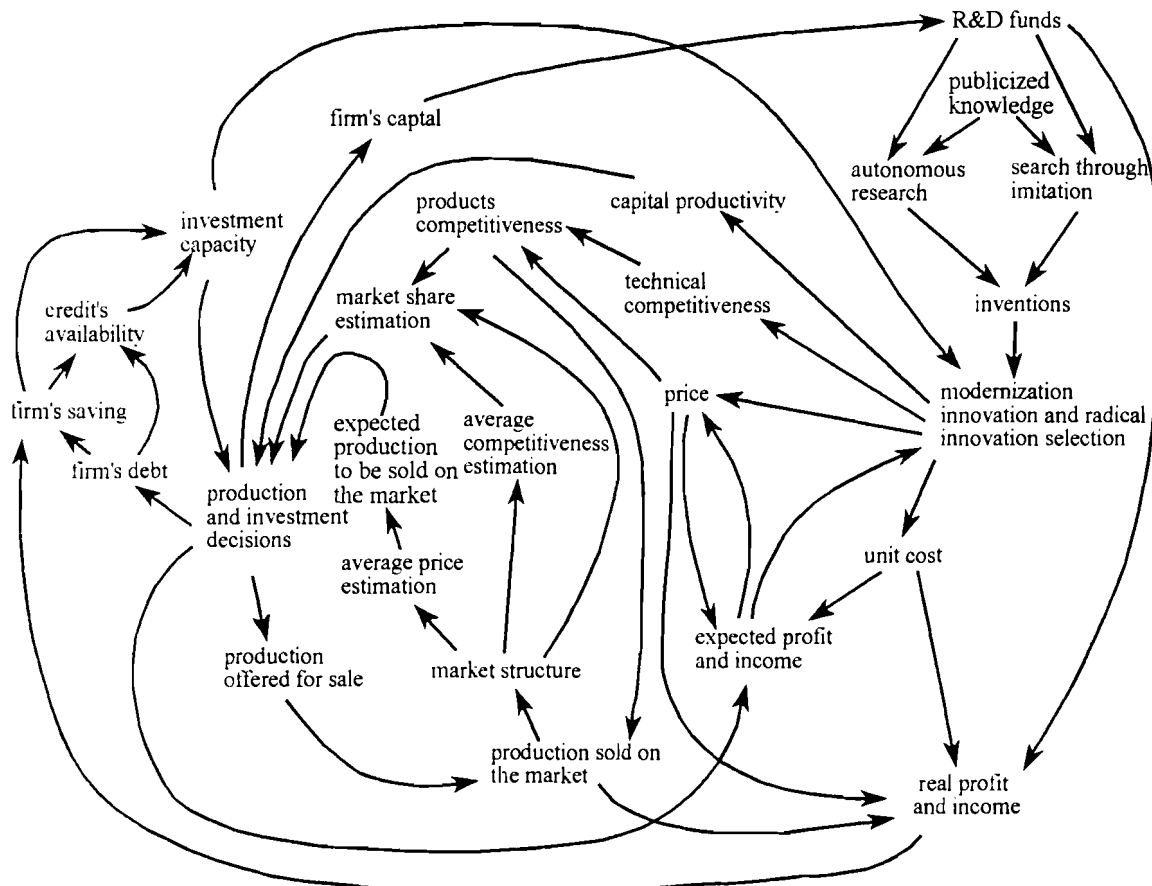 R&D funds
publicized
knowledge
firm's captal
autonomous
research
search through
imitation
products
competitiveness
capital productivity
investment
capacity
technical
competitiveness
inventions
market share
estimation
credit's
availability
modernization
innovation and radical
innovation selection
price
firm's saving
expected
production
to be sold on
the market
average
competitiveness
estimation
firm's debt
production
and investment
decisions
average price
estimation
unit cost
expected profit
and income
production
offered for sale
market structure
production sold on
the market
real profit
and income